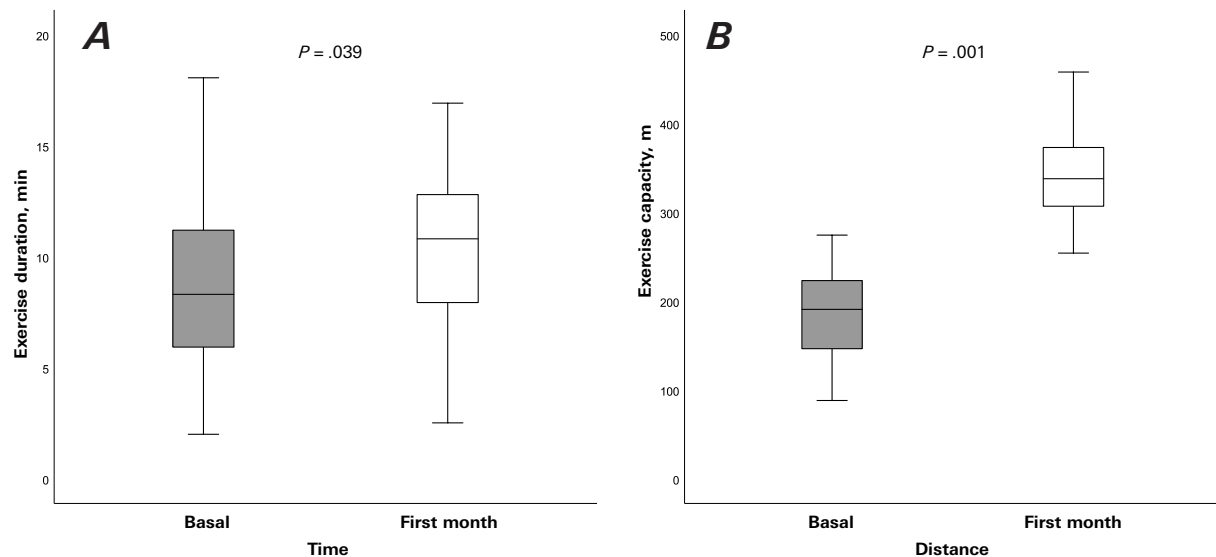 A
P = .039
Exercise duration, min
20
15
10
5
0
Basal
First month
Time
B
P = .001
Exercise capacity, m
500
400
300
200
100
0
Basal
First month
Distance